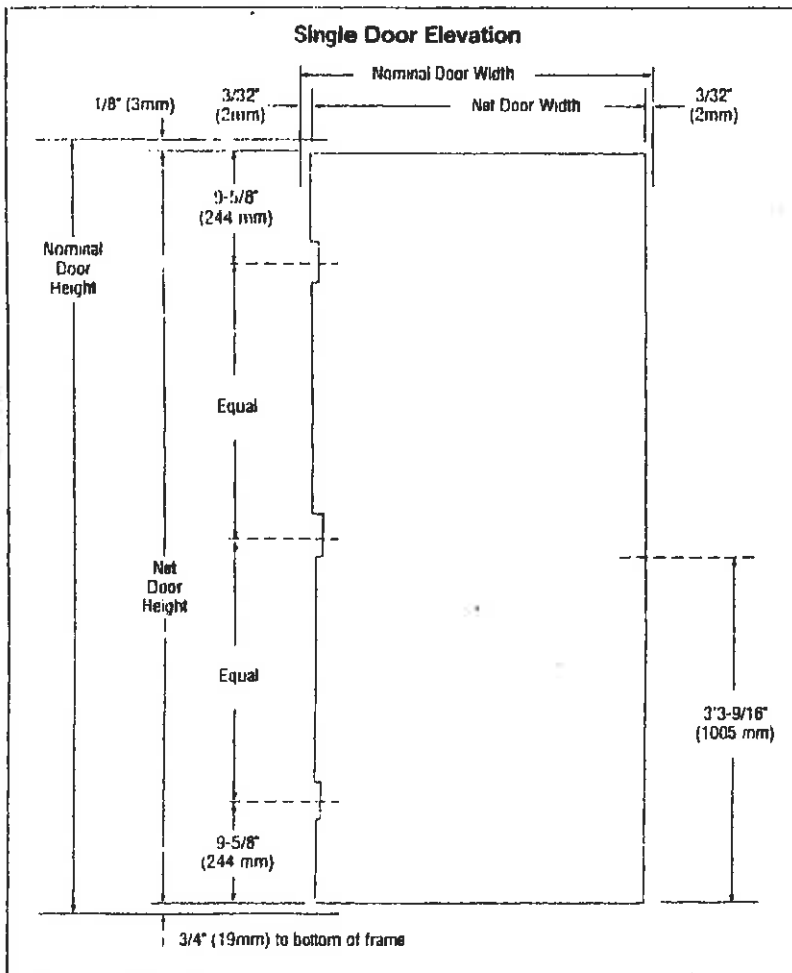 Single Door Elevation
Nominal Door Width
1/8" (3mm)
3/32"
(2mm)
Net Door Width
3/32"
(2mm)
9-5/8"
(244 mm)
Nominal
Door
Height
Equal
Net
Door
Height
Equal
3'3-9/16"
(1005 mm)
9-5/8"
(244 mm)
3/4" (19mm) to bottom of frame